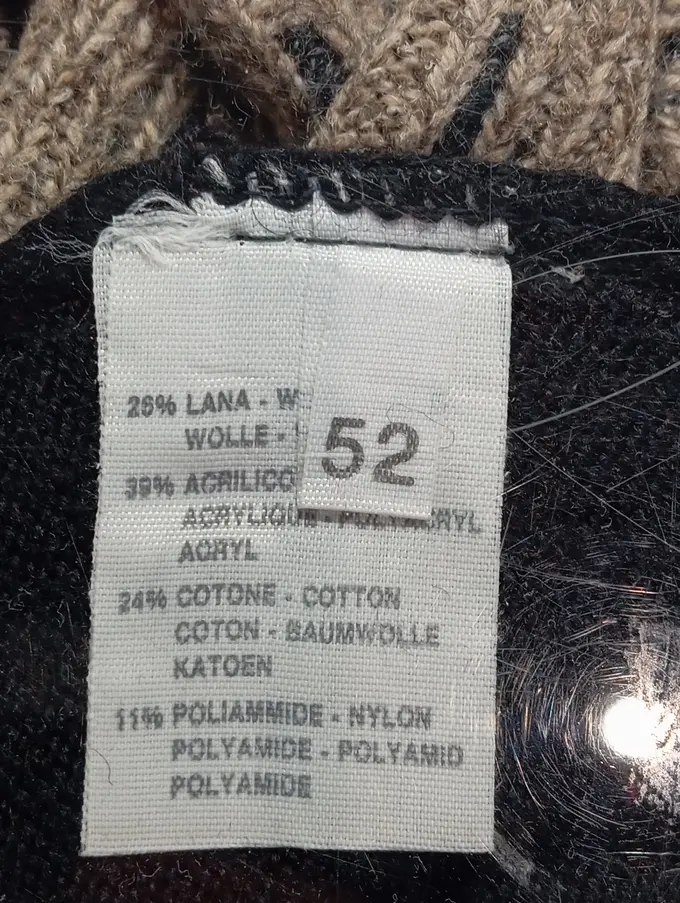 26% LANA - W
WOLLE -
52
39% ACRILICO
ACRYLIQUE - POLYACRYL
ACRYL
24% COTONE - COTTON
COTON - BAUMWOLLE
KATOEN
11% POLIAMMIDE - NYLON
POLYAMIDE - POLYAMID
POLYAMIDE